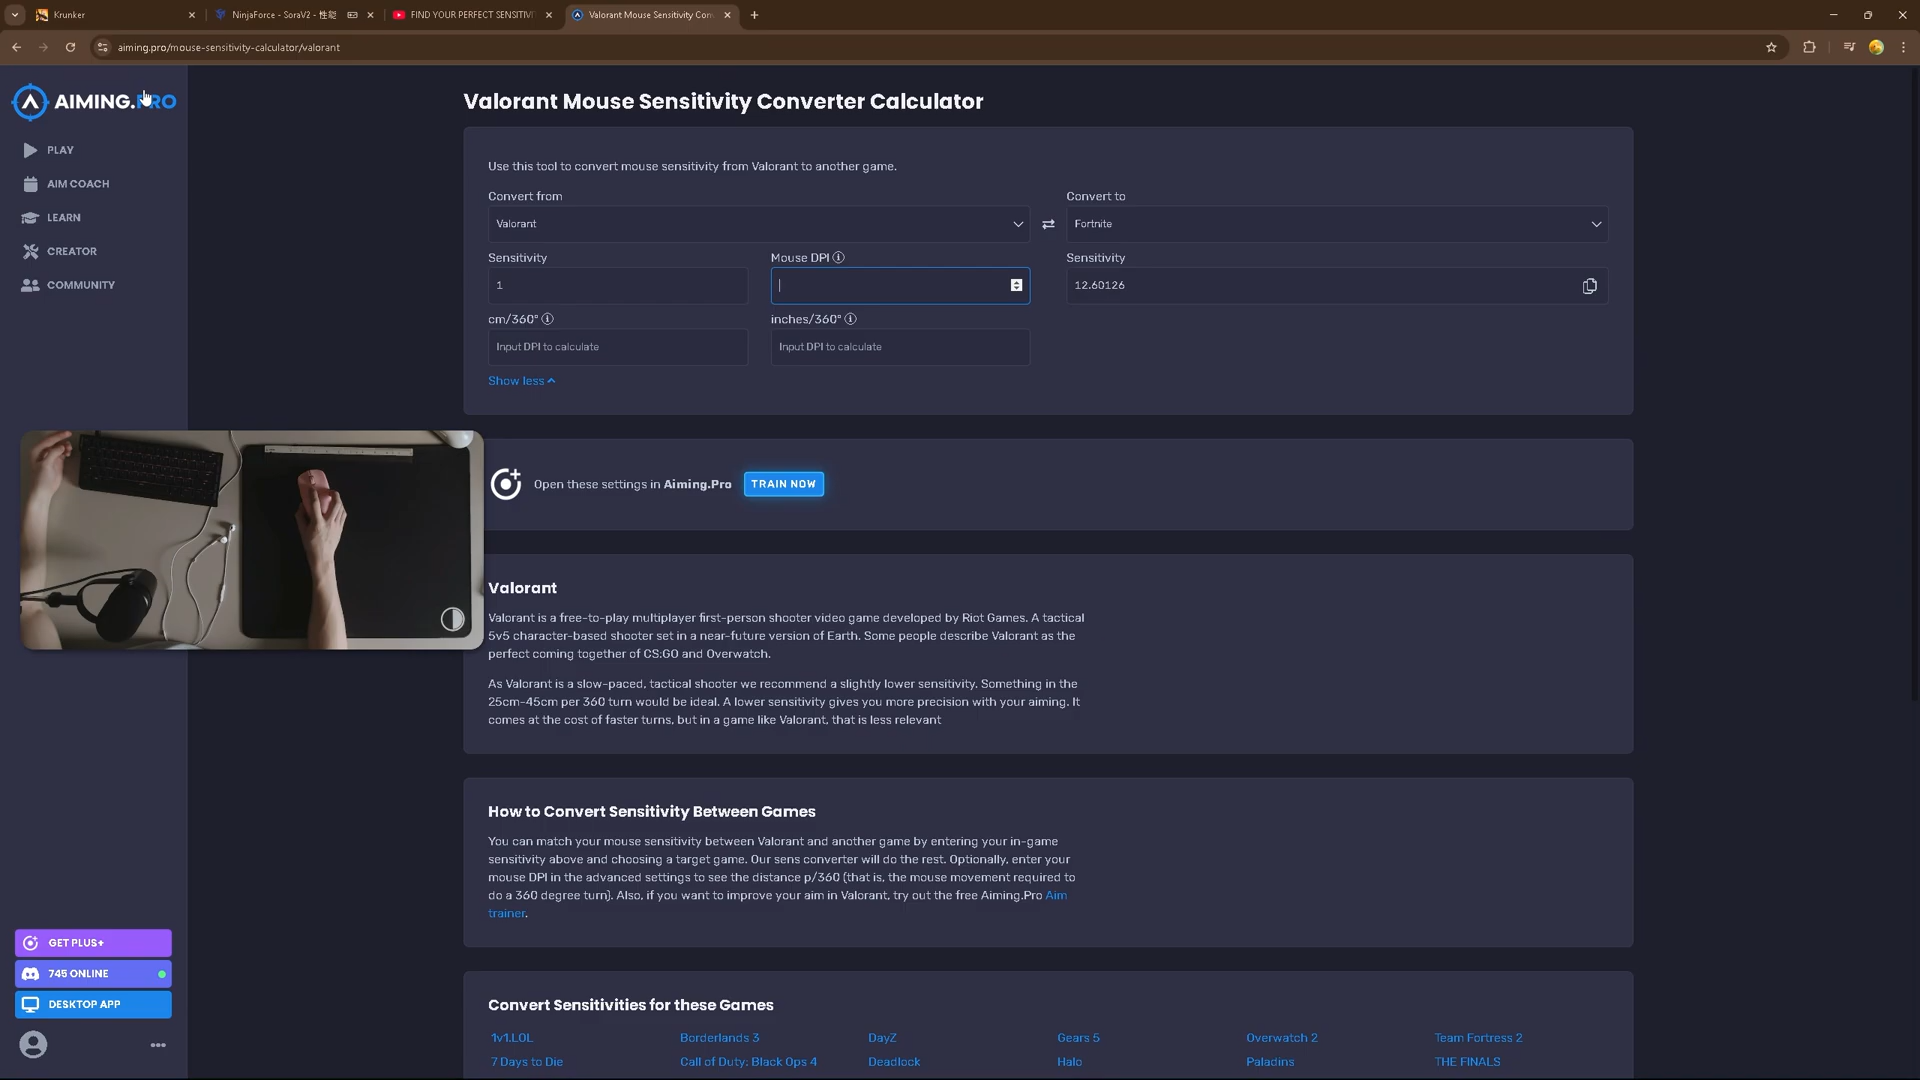 Krunker
NinjaForce - SoraV2 - 性能
FIND YOUR PERFECT SENSITIVI
Valorant Mouse Sensitivity Con
aiming.pro/mouse-sensitivity-calculator/valorant
AIMING.PRO
PLAY
AIM COACH
LEARN
CREATOR
COMMUNITY
Valorant Mouse Sensitivity Converter Calculator
Use this tool to convert mouse sensitivity from Valorant to another game.
Convert from
Convert to
Valorant
Fortnite
Sensitivity
Mouse DPI
Sensitivity
1
12.60126
cm/360°
inches/360°
Input DPI to calculate
Input DPI to calculate
Show less
Open these settings in Aiming.Pro
TRAIN NOW
Valorant
Valorant is a free-to-play multiplayer first-person shooter video game developed by Riot Games. A tactical
5v5 character-based shooter set in a near-future version of Earth. Some people describe Valorant as the
perfect coming together of CS:GO and Overwatch.
As Valorant is a slow-paced, tactical shooter we recommend a slightly lower sensitivity. Something in the
25cm-45cm per 360 turn would be ideal. A lower sensitivity gives you more precision with your aiming. It
comes at the cost of faster turns, but in a game like Valorant, that is less relevant
How to Convert Sensitivity Between Games
You can match your mouse sensitivity between Valorant and another game by entering your in-game
sensitivity above and choosing a target game. Our sens converter will do the rest. Optionally, enter your
mouse DPI in the advanced settings to see the distance p/360 (that is, the mouse movement required to
do a 360 degree turn). Also, if you want to improve your aim in Valorant, try out the free Aiming.Pro Aim
trainer.
GET PLUS+
745 ONLINE
DESKTOP APP
Convert Sensitivities for these Games
1v1.LOL
Borderlands 3
DayZ
Gears 5
Overwatch 2
Team Fortress 2
7 Days to Die
Call of Duty: Black Ops 4
Deadlock
Halo
Paladins
THE FINALS